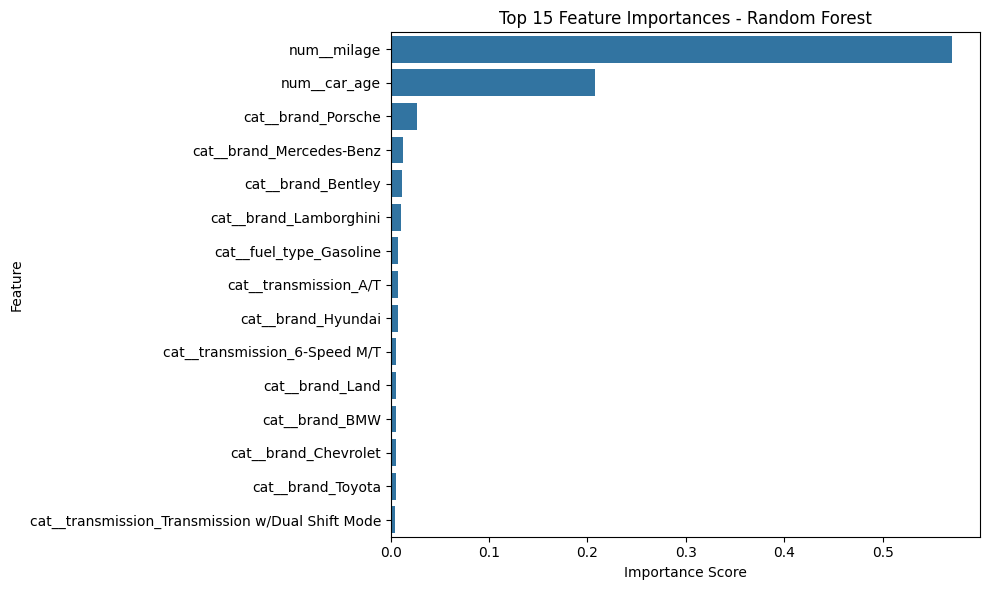 Top 15 Feature Importances - Random Forest
Feature
num__milage
num__car_age
cat__brand_Porsche
cat__brand_Mercedes-Benz
cat__brand_Bentley
cat__brand_Lamborghini
cat__fuel_type_Gasoline
cat__transmission_A/T
cat__brand_Hyundai
cat__transmission_6-Speed M/T
cat__brand_Land
cat__brand_BMW
cat__brand_Chevrolet
cat__brand_Toyota
cat__transmission_Transmission w/Dual Shift Mode
0.0 0.1 0.2 0.3 0.4 0.5
Importance Score